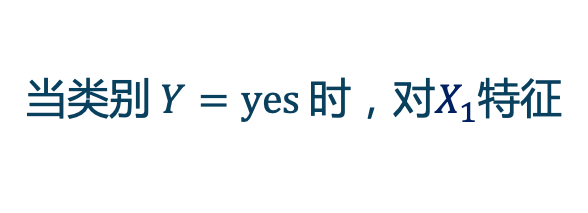 当类别 Y = yes 时，对X₁特征